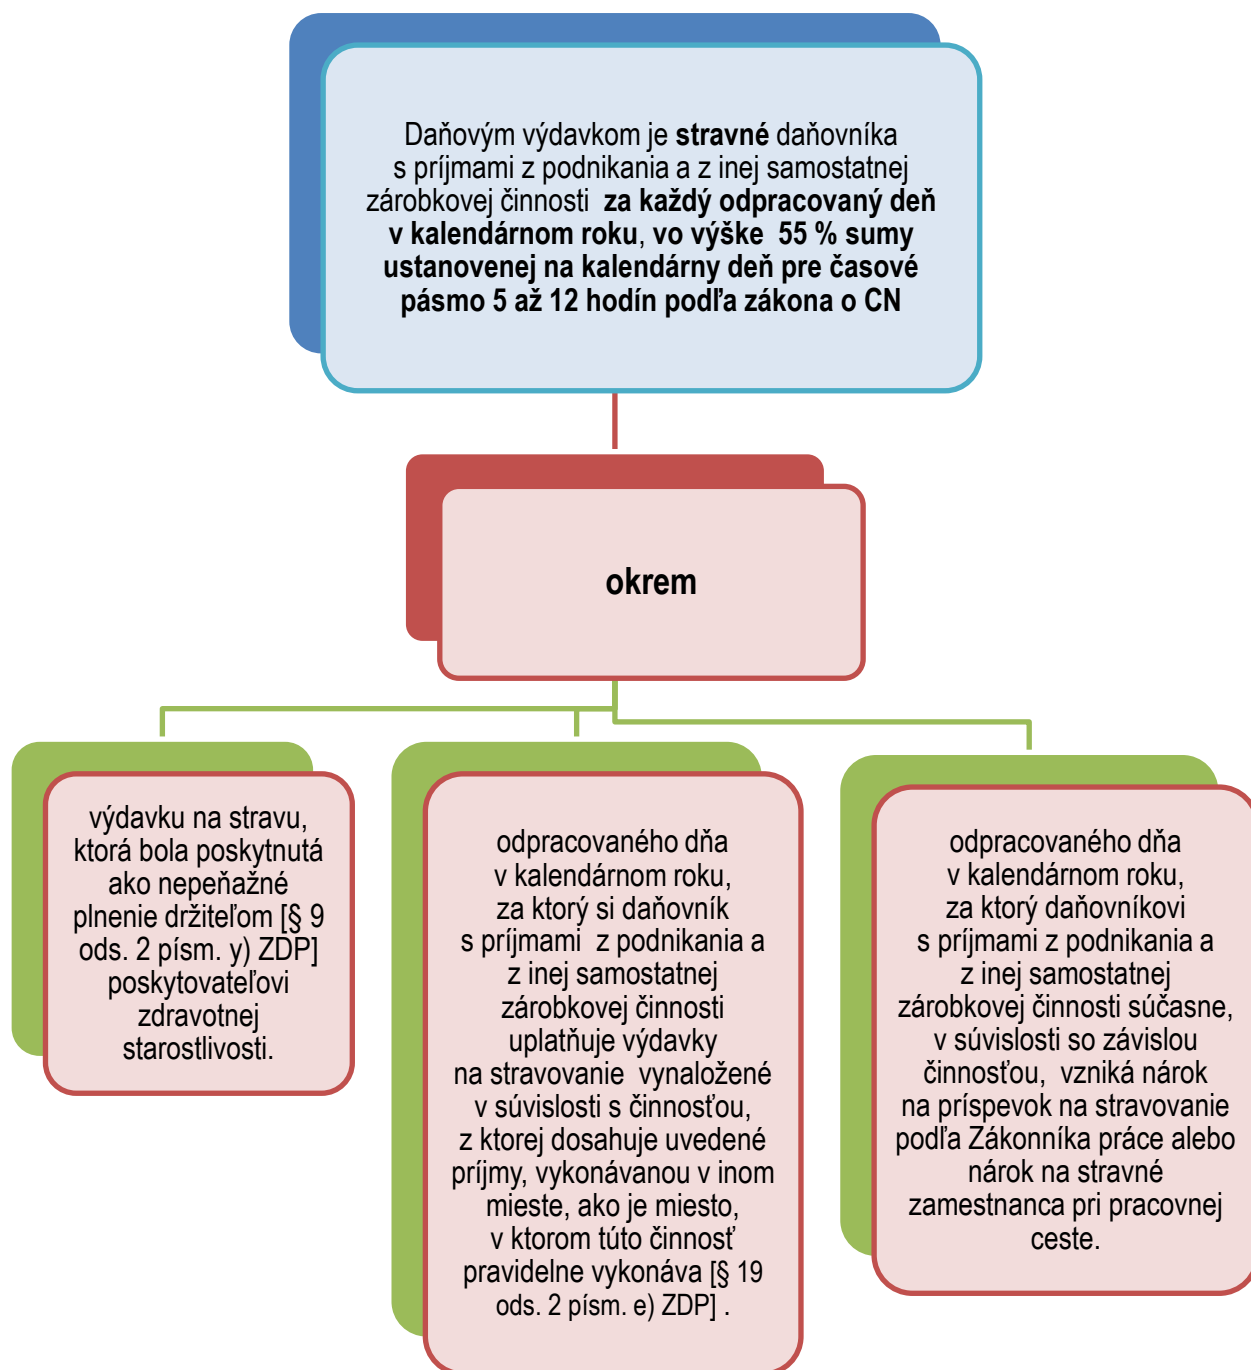 Daňovým výdavkom je stravné daňovníka
s príjmami z podnikania a z inej samostatnej
zárobkovej činnosti za každý odpracovaný deň
v kalendárnom roku, vo výške 55 % sumy
ustanovenej na kalendárny deň pre časové
pásmo 5 až 12 hodín podľa zákona o CN
okrem
výdavku na stravu,
ktorá bola poskytnutá
ako nepeňažné
plnenie držiteľom [§ 9
ods. 2 písm. y) ZDP]
poskytovateľovi
zdravotnej
starostlivosti.
odpracovaného dňa
v kalendárnom roku,
za ktorý si daňovník
s príjmami z podnikania a
z inej samostatnej
zárobkovej činnosti
uplatňuje výdavky
na stravovanie vynaložené
v súvislosti s činnosťou,
z ktorej dosahuje uvedené
príjmy, vykonávanou v inom
mieste, ako je miesto,
v ktorom túto činnosť
pravidelne vykonáva [§ 19
ods. 2 písm. e) ZDP] .
odpracovaného dňa
v kalendárnom roku,
za ktorý daňovníkovi
s príjmami z podnikania a
z inej samostatnej
zárobkovej činnosti súčasne,
v súvislosti so závislou
činnosťou, vzniká nárok
na príspevok na stravovanie
podľa Zákonníka práce alebo
nárok na stravné
zamestnanca pri pracovnej
ceste.